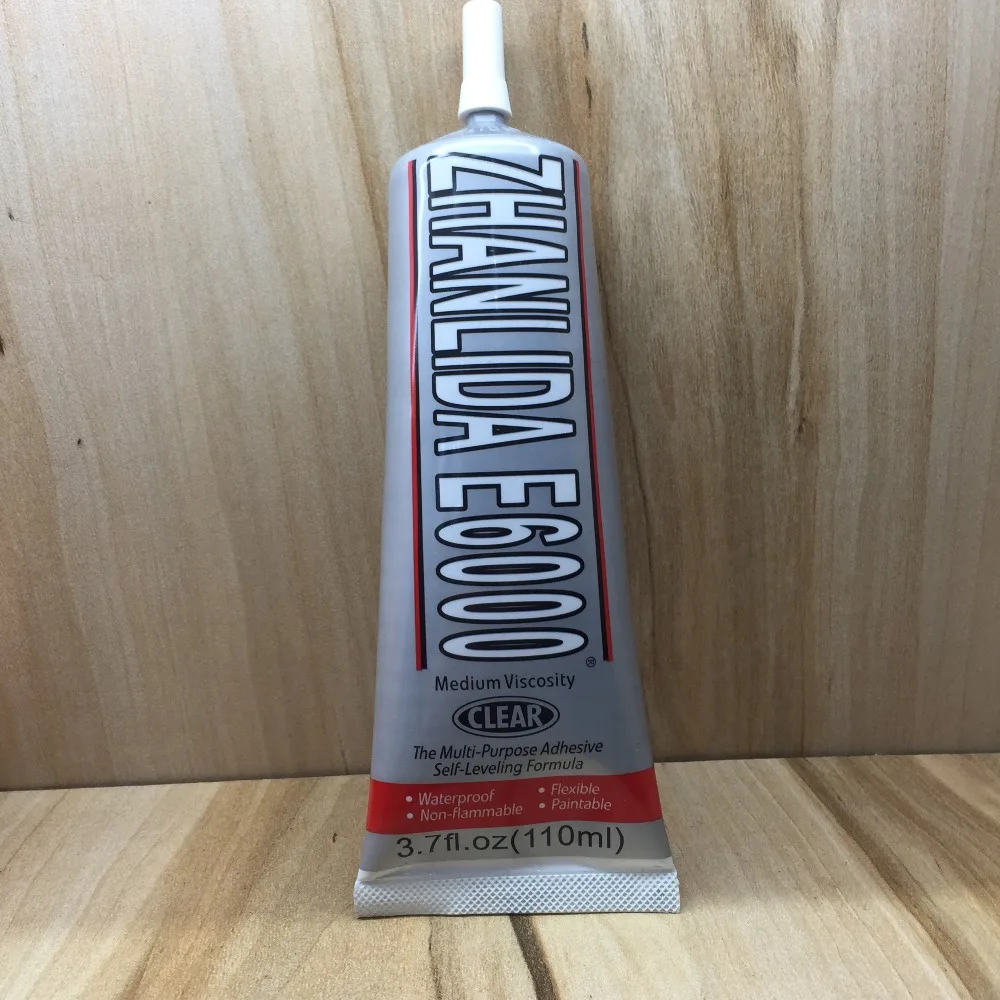 ZHANLIDA E6000®
Medium Viscosity
CLEAR
The Multi-Purpose Adhesive
Self-Leveling Formula
• Waterproof • Flexible
• Non-flammable • Paintable
3.7fl.oz(110ml)